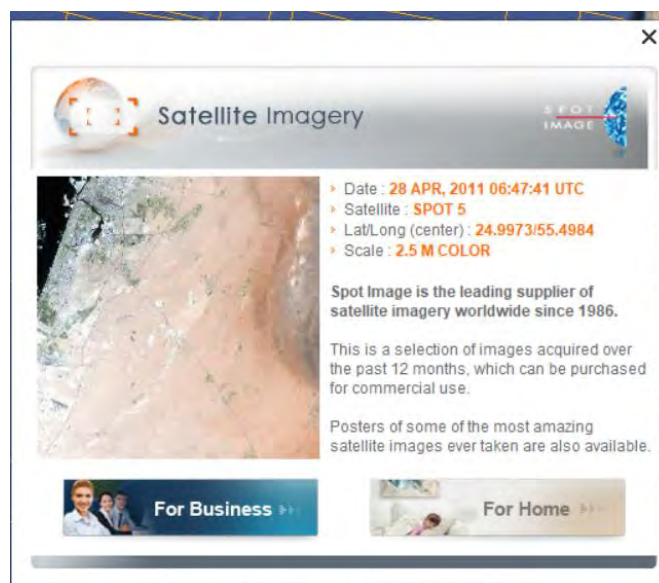 Satellite Imagery
SPOT
IMAGE
Date : 28 APR, 2011 06:47:41 UTC
Satellite : SPOT 5
Lat/Long (center) : 24.9973/55.4984
Scale : 2.5 M COLOR
Spot Image is the leading supplier of
satellite imagery worldwide since 1986.
This is a selection of images acquired over
the past 12 months, which can be purchased
for commercial use.
Posters of some of the most amazing
satellite images ever taken are also available.
For Business
For Home